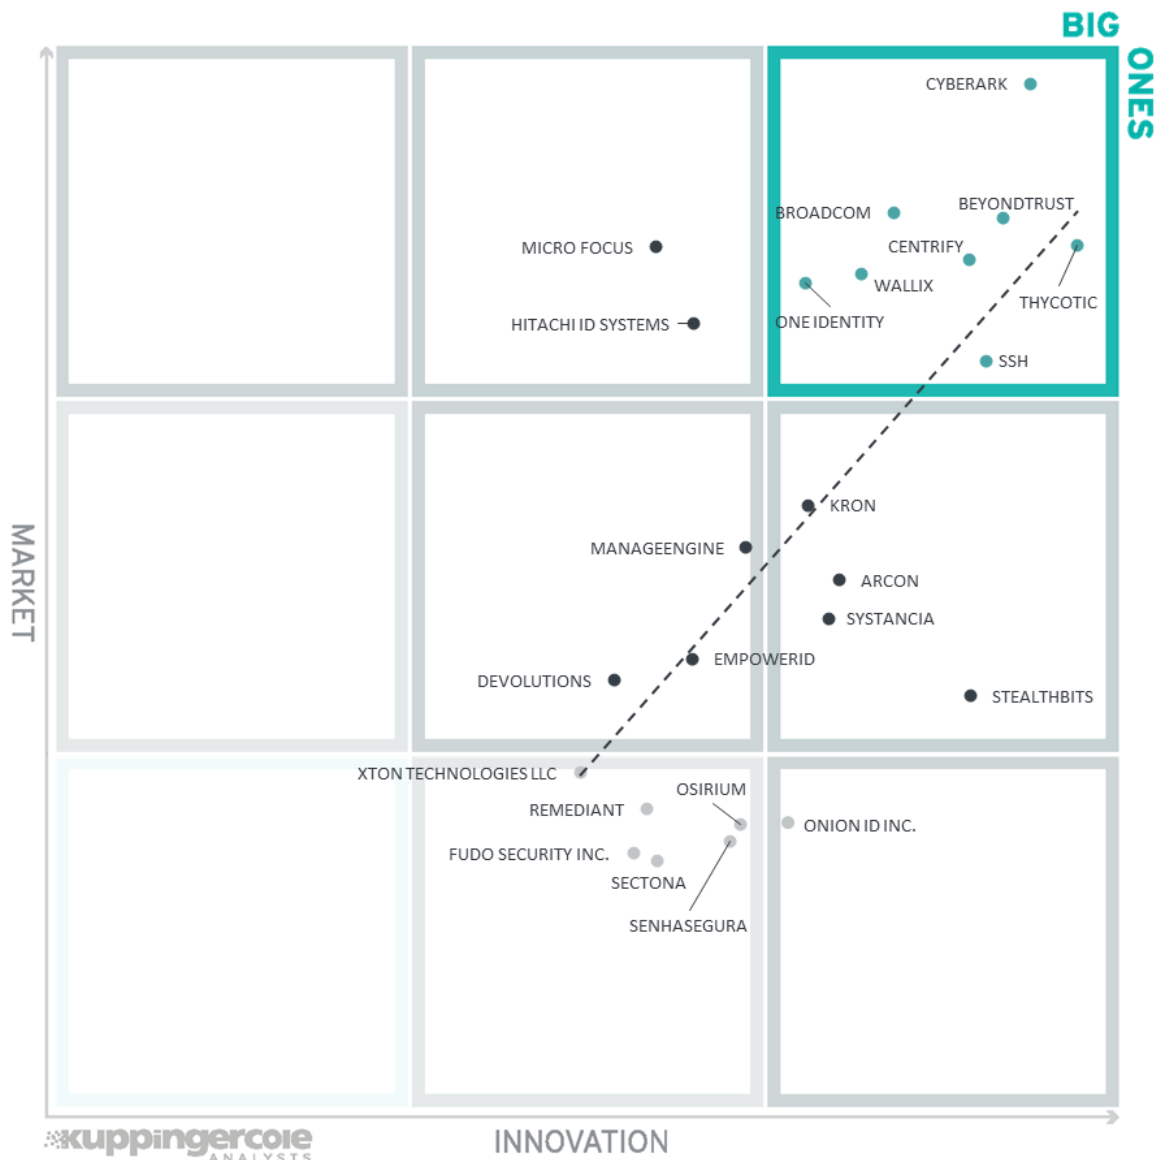 BIG
ONES
CYBERARK
BEYONDTRUST
BROADCOM
CENTRIFY
MICRO FOCUS
WALLIX
THYCOTIC
ONE IDENTITY
HITACHI ID SYSTEMS
SSH
KRON
MANAGEENGINE
ARCON
SYSTANCIA
EMPOWERID
DEVOLUTIONS
STEALTHBITS
XTON TECHNOLOGIES LLC
OSIRIUM
REMEDIANT
ONION ID INC.
FUDO SECURITY INC.
SECTONA
SENHASEGURA
MARKET
INNOVATION
kuppingercole
ANALYSTS